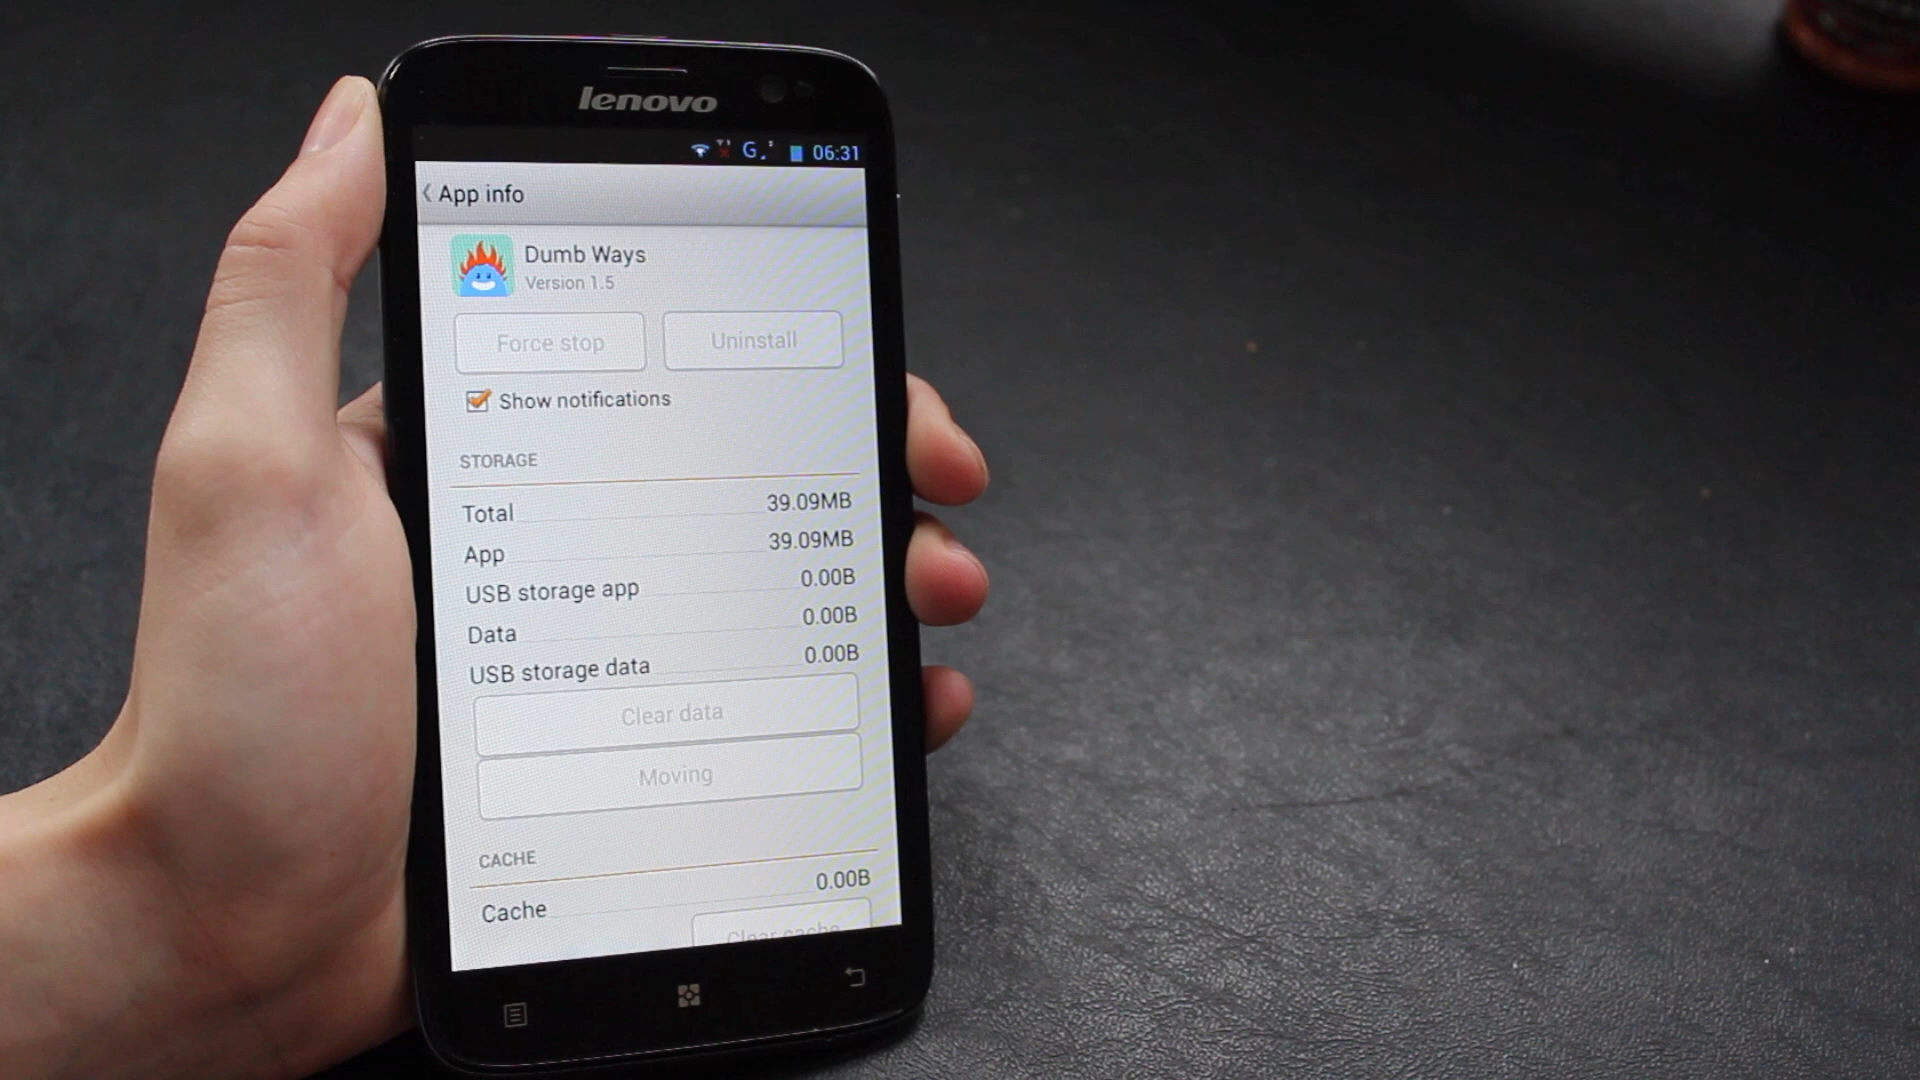 lenovo
G 06:31
App info
Dumb Ways
Version 1.5
Force stop Uninstall
Show notifications
STORAGE
Total 39.09MB
App 39.09MB
USB storage app 0.00B
Data 0.00B
USB storage data 0.00B
Clear data
Moving
CACHE
Cache 0.00B
Clear cache